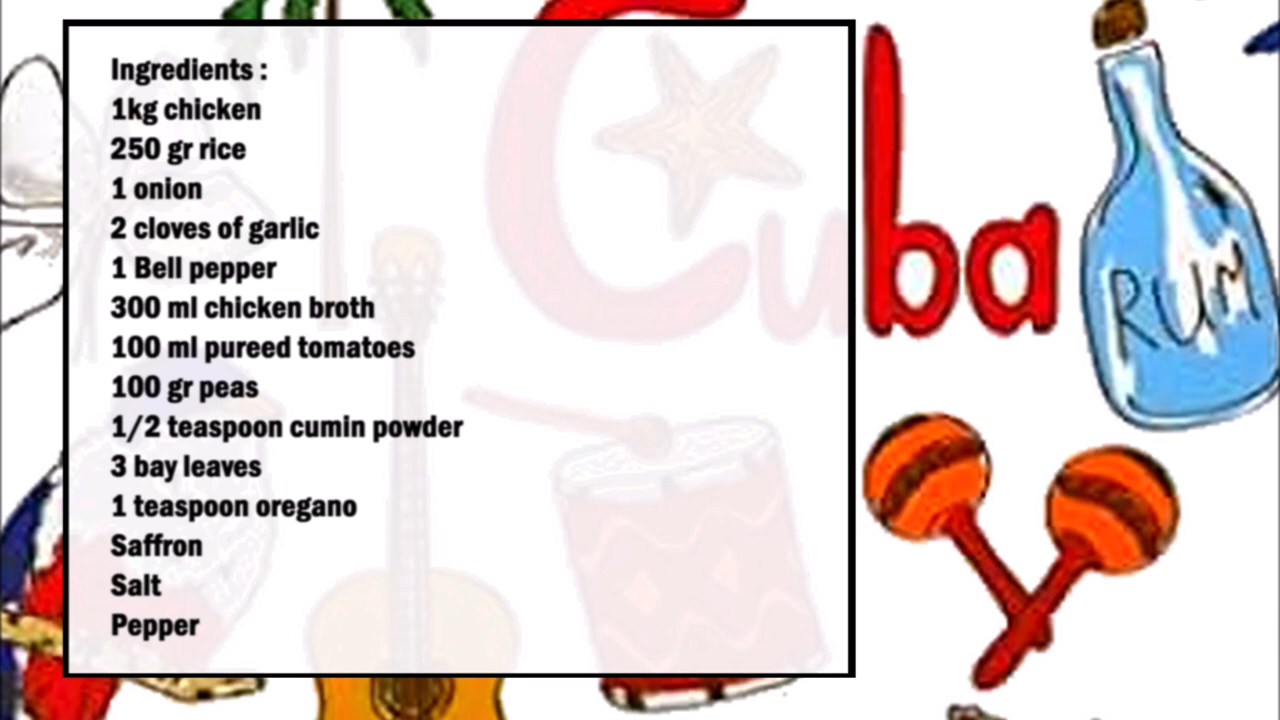 Ingredients :
1kg chicken
250 gr rice
1 onion
2 cloves of garlic
1 Bell pepper
300 ml chicken broth
100 ml pureed tomatoes
100 gr peas
1/2 teaspoon cumin powder
3 bay leaves
1 teaspoon oregano
Saffron
Salt
Pepper
Cuba
RUM